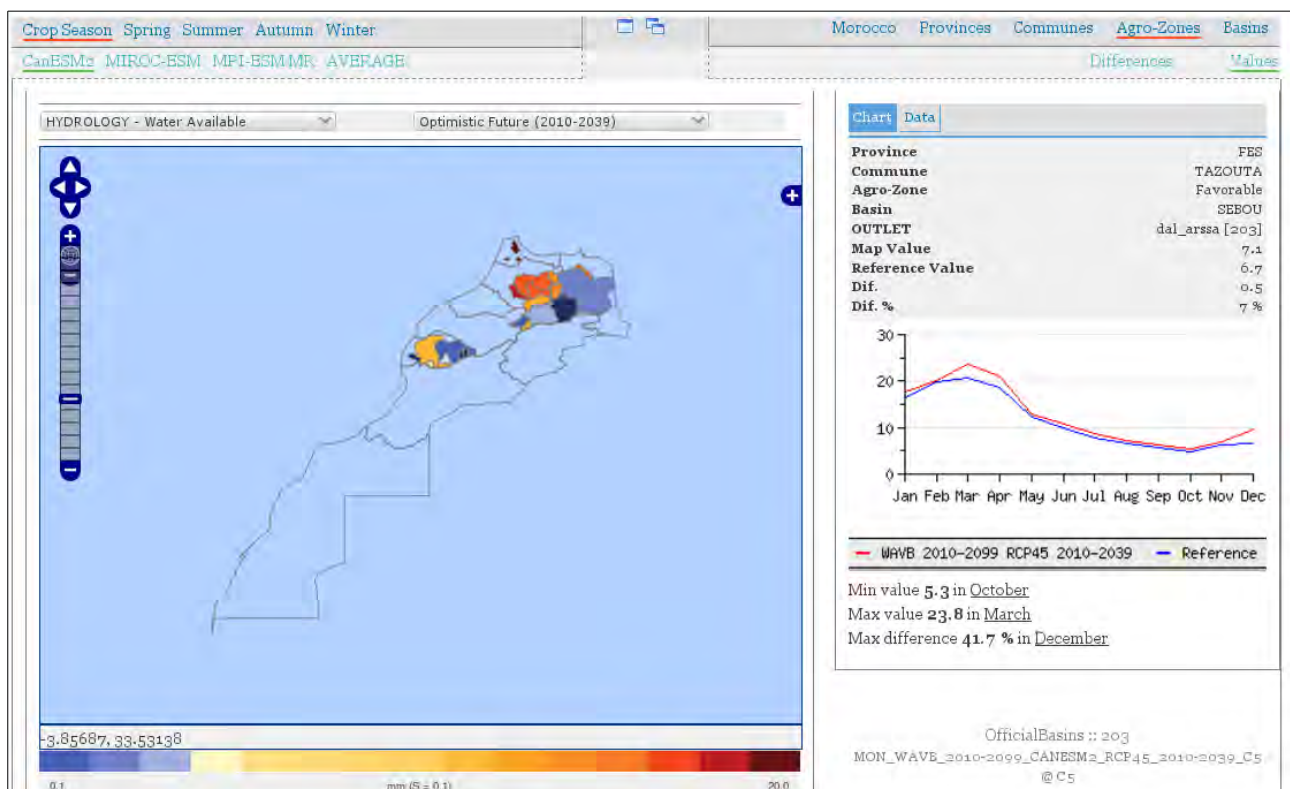 Crop Season Spring Summer Autumn Winter
Morocco Provinces Communes Agro-Zones Basins
CanESM2 MIROC-ESM MPI-ESM-MR AVERAGE
Differences Values
HYDROLOGY - Water Available
Optimistic Future (2010-2039)
-3.85687, 33.53138
0.1 mm (S = 0.1) 20.0
Chart Data
Province FES
Commune TAZOUTA
Agro-Zone Favorable
Basin SEBOU
OUTLET dal_arssa [203]
Map Value 7.1
Reference Value 6.7
Dif. 0.5
Dif. % 7 %
30
20
10
0
Jan Feb Mar Apr May Jun Jul Aug Sep Oct Nov Dec
WAVB 2010-2099 RCP45 2010-2039 Reference
Min value 5.3 in October
Max value 23.8 in March
Max difference 41.7 % in December
OfficialBasins :: 203
MON_WAVB_2010-2099_CANESM2_RCP45_2010-2039_C5
@ C5